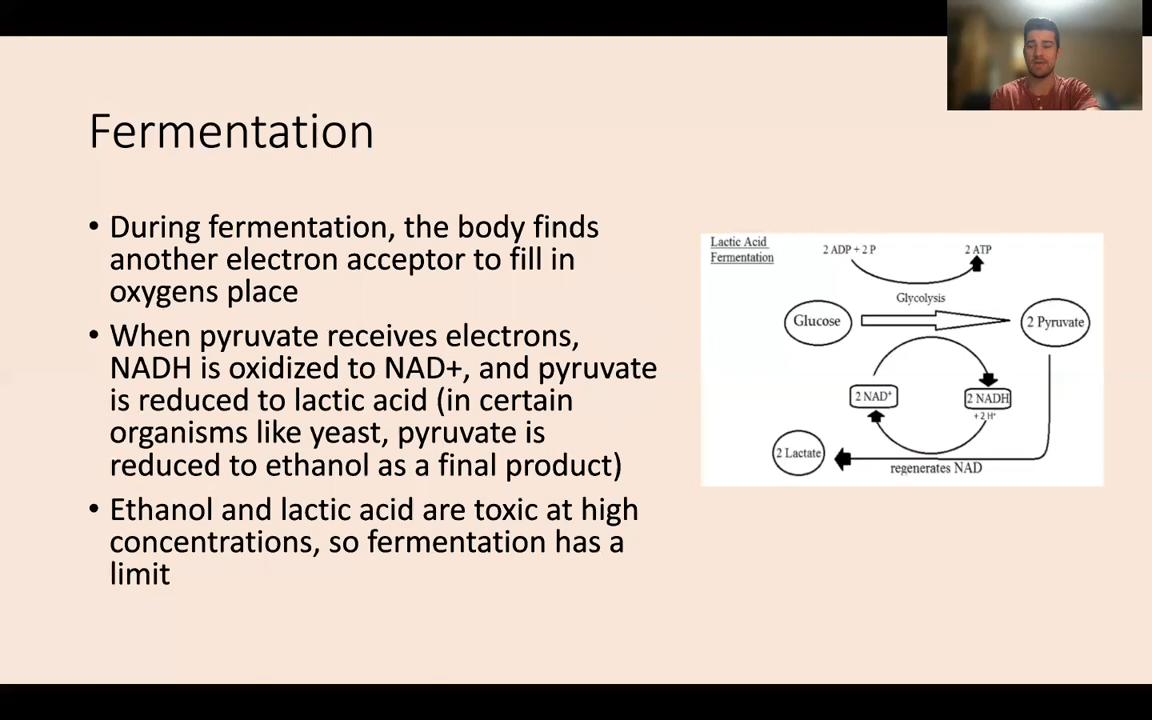 Fermentation
• During fermentation, the body finds
another electron acceptor to fill in
oxygens place
• When pyruvate receives electrons,
NADH is oxidized to NAD+, and pyruvate
is reduced to lactic acid (in certain
organisms like yeast, pyruvate is
reduced to ethanol as a final product)
• Ethanol and lactic acid are toxic at high
concentrations, so fermentation has a
limit
Lactic Acid
Fermentation
2 ADP + 2 P
2 ATP
Glycolysis
Glucose
2 Pyruvate
2 NAD⁺
2 NADH
+ 2 H⁺
2 Lactate
regenerates NAD